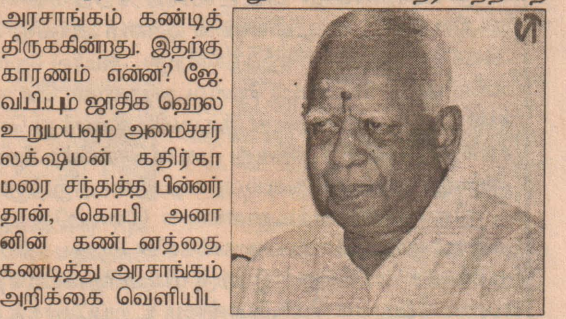 அரசாங்கம் கண்டித்
திருககின்றது. இதற்கு
காரணம் என்ன? ஜே.
வி.பியும் ஜாதிக ஹெல
உறுமயவும் அமைச்சர்
லக்ஷ்மன் கதிர்கா
மரை சந்தித்த பின்னர்
தான், கொபி அனா
னின் கண்டனத்தை
கணடித்து அரசாங்கம்
அறிக்கை வெளியிட